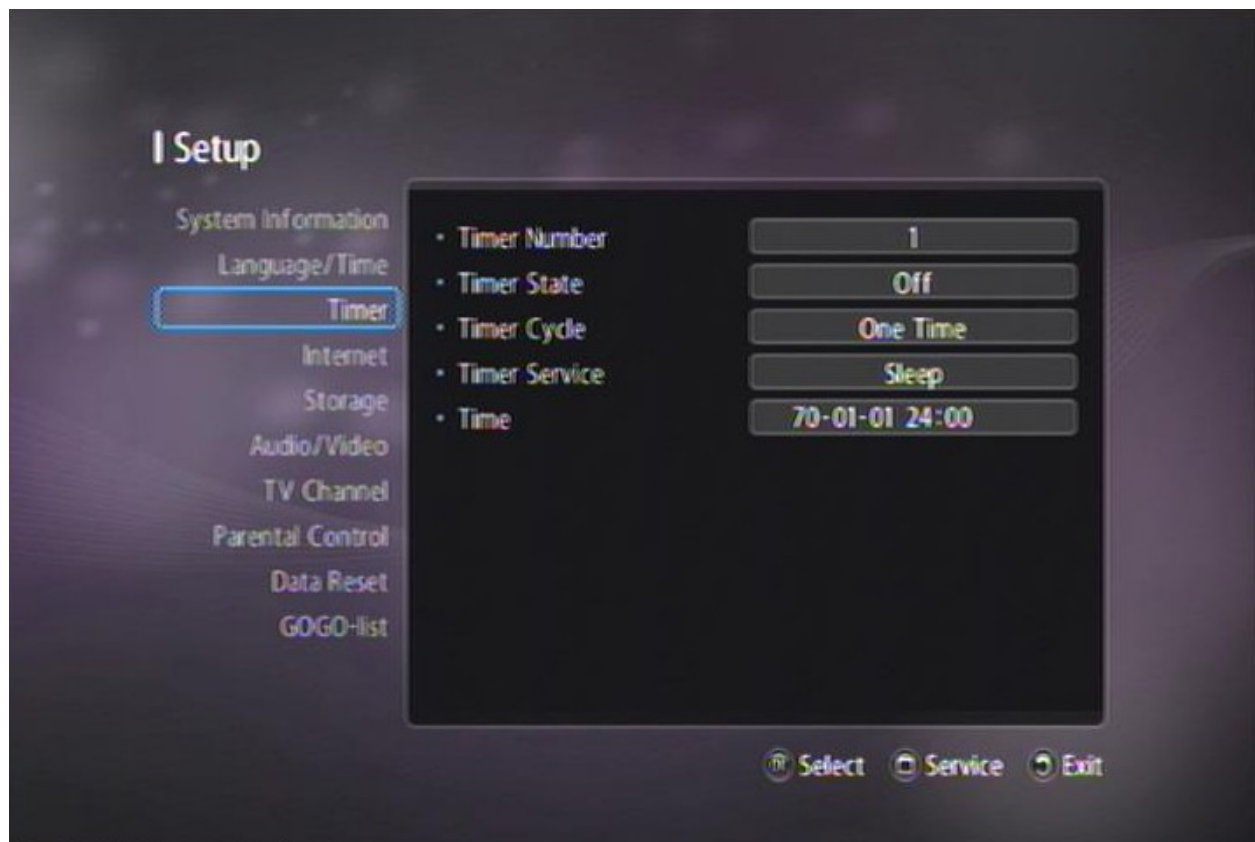 Setup
System Information
Language/Time
Timer
Internet
Storage
Audio/Video
TV Channel
Parental Control
Data Reset
GOGO-list
· Timer Number 1
· Timer State Off
· Timer Cycle One Time
· Timer Service Sleep
· Time 70-01-01 24:00
Select Service Exit